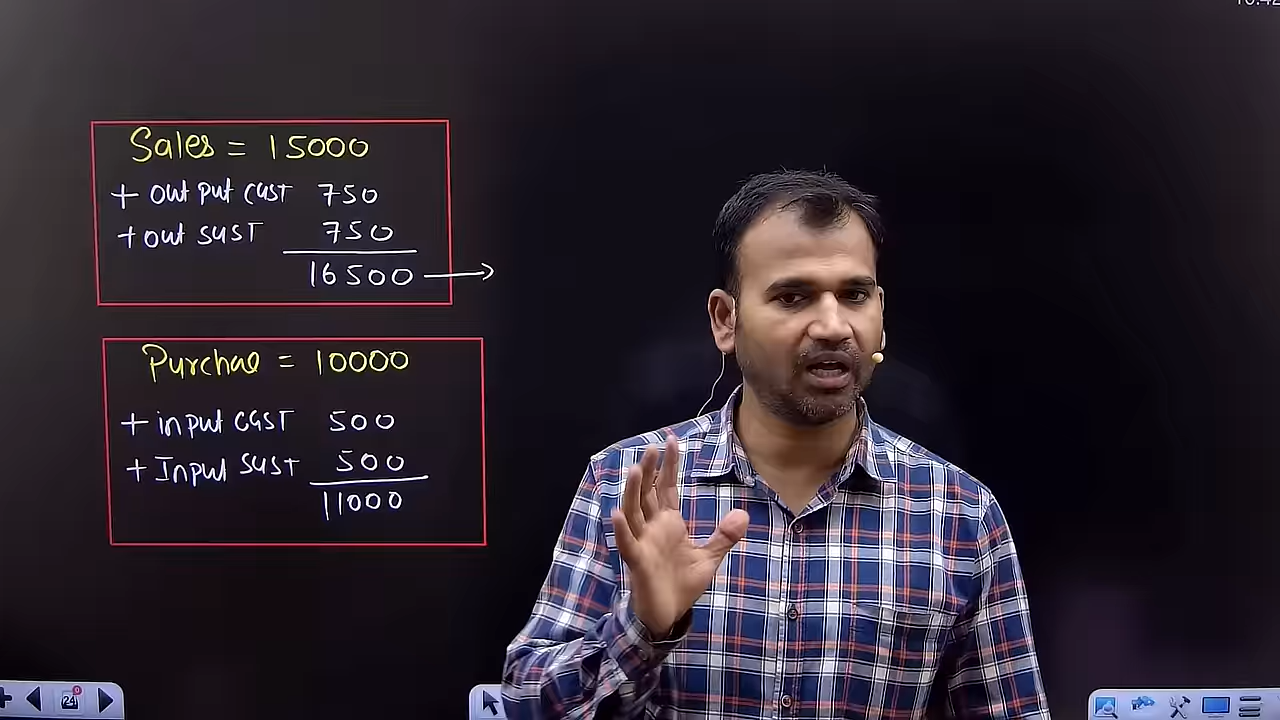 Sales = 15000
+ out put CGST 750
+ out SGST 750
16500 →
Purchae = 10000
+ input CGST 500
+ Input SGST 500
11000
24